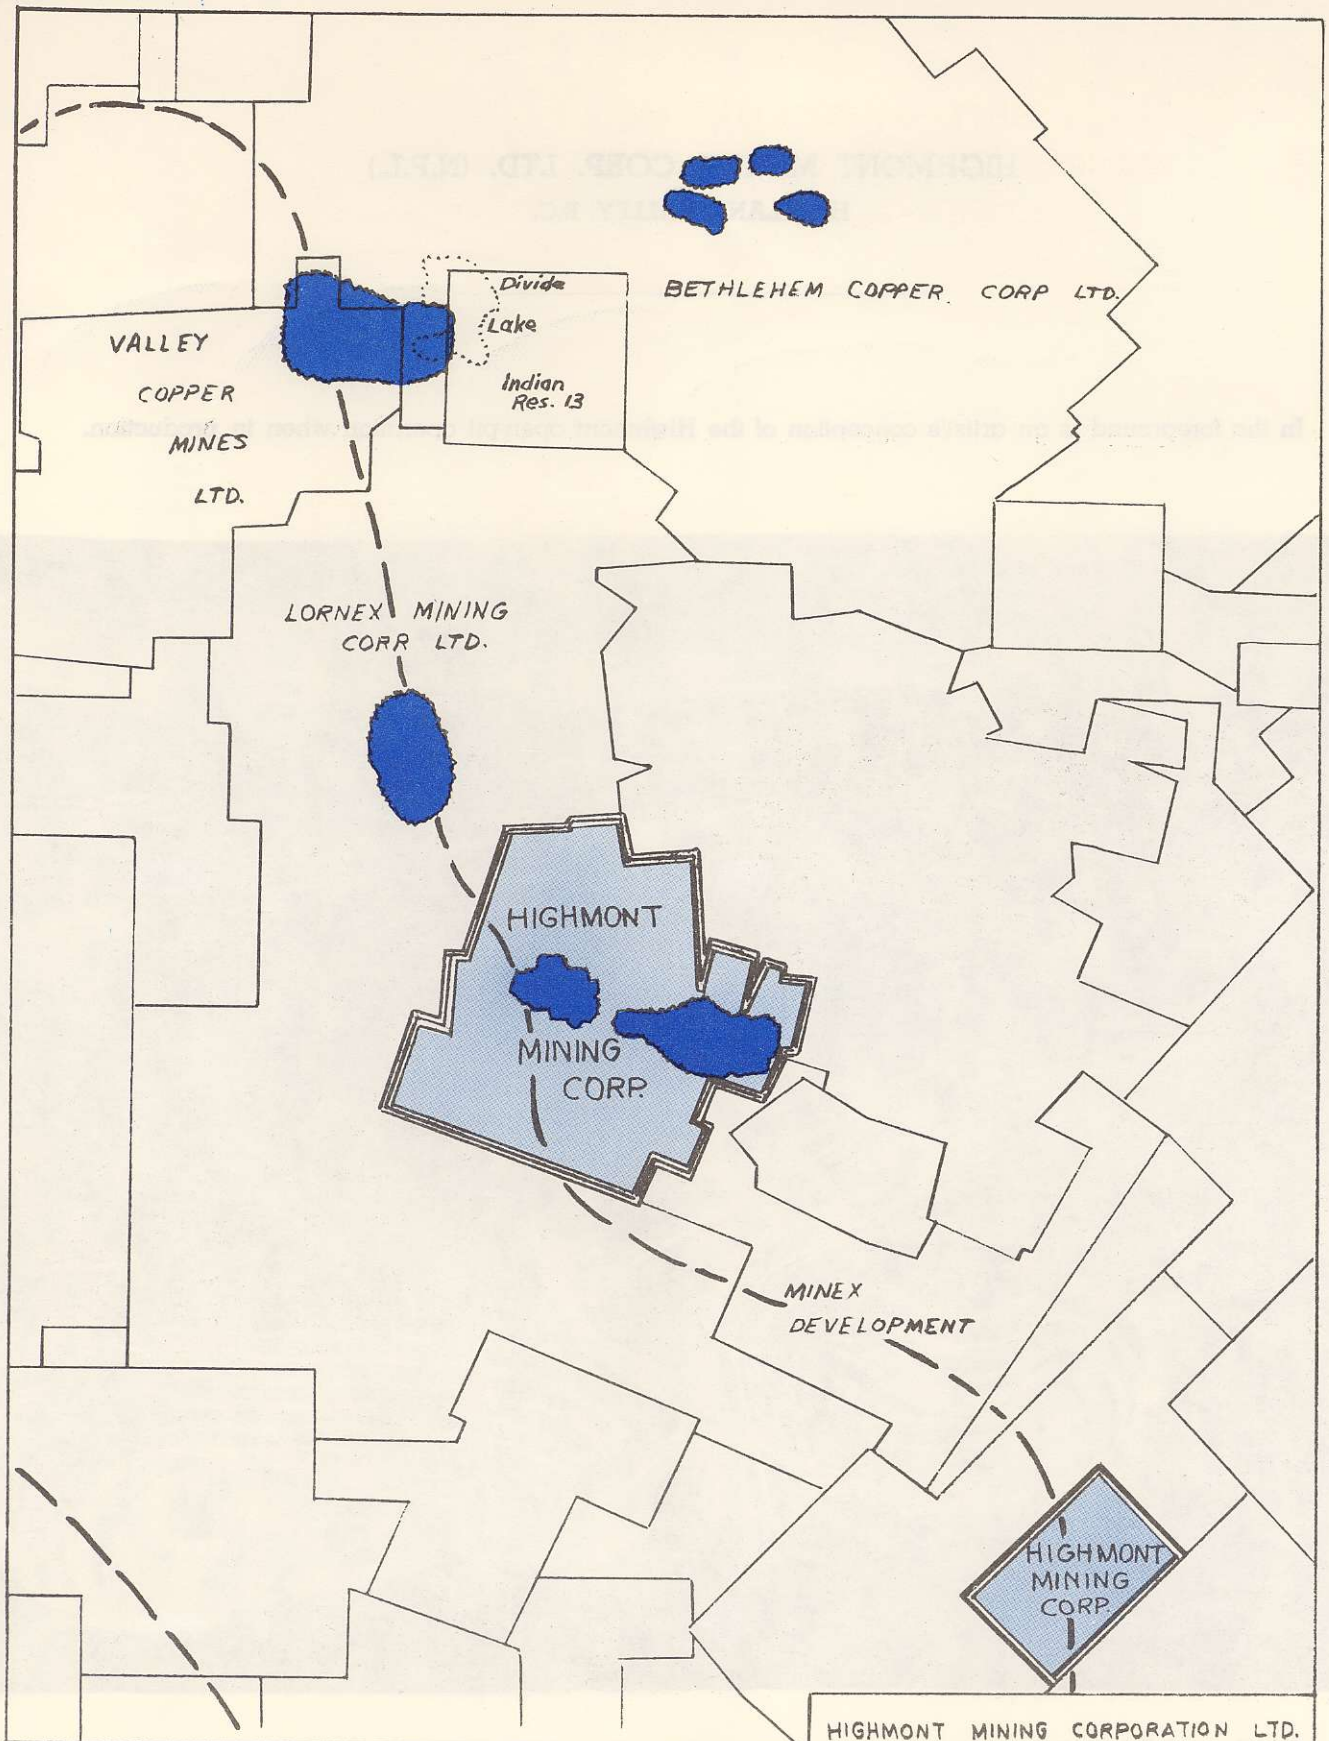 BETHLEHEM COPPER CORP LTD.
Divide
Lake
Indian
Res. 13
VALLEY
COPPER
MINES
LTD.
LORNEX MINING
CORP. LTD.
HIGHMONT
MINING
CORP.
MINEX
DEVELOPMENT
HIGHMONT
MINING
CORP.
HIGHMONT MINING CORPORATION LTD.